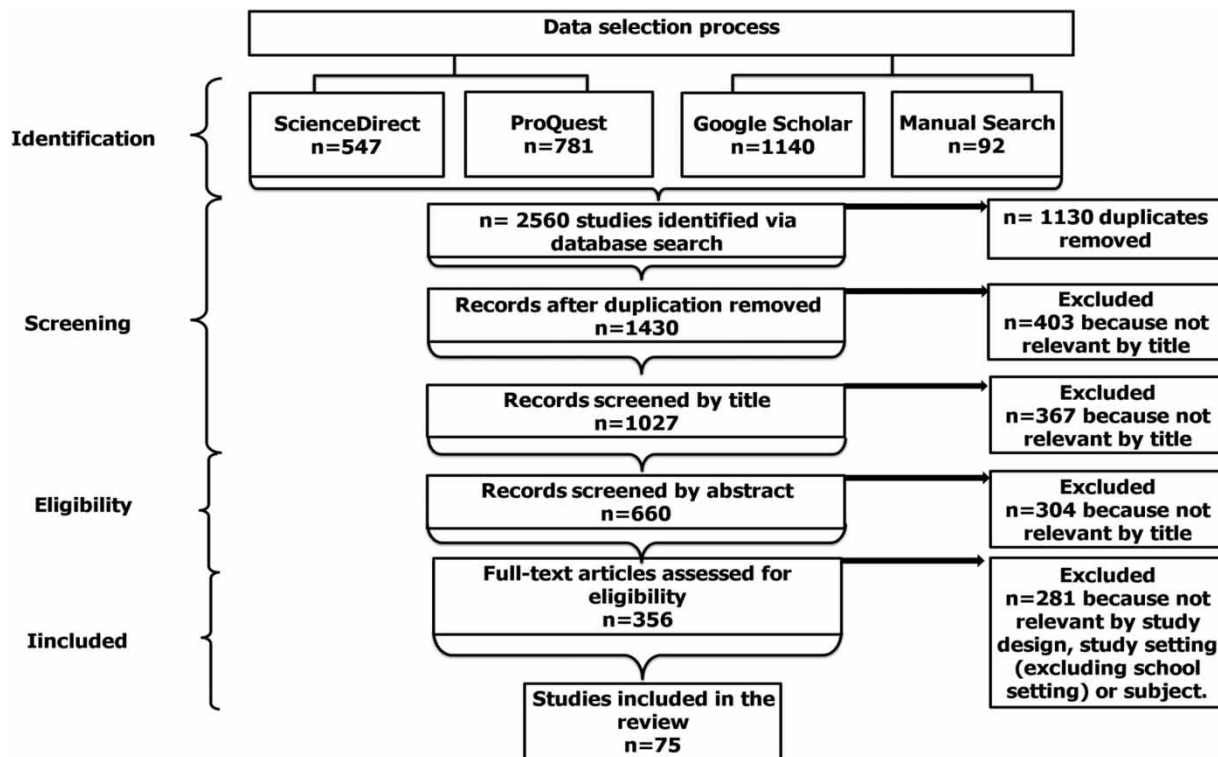 Data selection process
Identification
ScienceDirect
n=547
ProQuest
n=781
Google Scholar
n=1140
Manual Search
n=92
n= 2560 studies identified via
database search
n= 1130 duplicates
removed
Screening
Records after duplication removed
n=1430
Excluded
n=403 because not
relevant by title
Records screened by title
n=1027
Excluded
n=367 because not
relevant by title
Eligibility
Records screened by abstract
n=660
Excluded
n=304 because not
relevant by title
Iincluded
Full-text articles assessed for
eligibility
n=356
Excluded
n=281 because not
relevant by study
design, study setting
(excluding school
setting) or subject.
Studies included in the
review
n=75